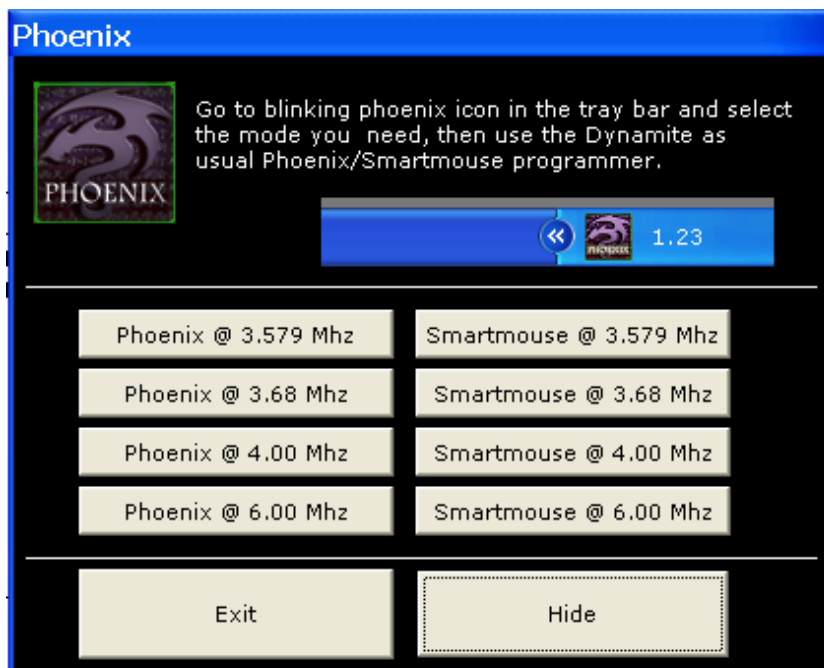 Phoenix
Go to blinking phoenix icon in the tray bar and select
the mode you need, then use the Dynamite as
usual Phoenix/Smartmouse programmer.
PHOENIX
1.23
Phoenix @ 3.579 Mhz
Smartmouse @ 3.579 Mhz
Phoenix @ 3.68 Mhz
Smartmouse @ 3.68 Mhz
Phoenix @ 4.00 Mhz
Smartmouse @ 4.00 Mhz
Phoenix @ 6.00 Mhz
Smartmouse @ 6.00 Mhz
Exit
Hide